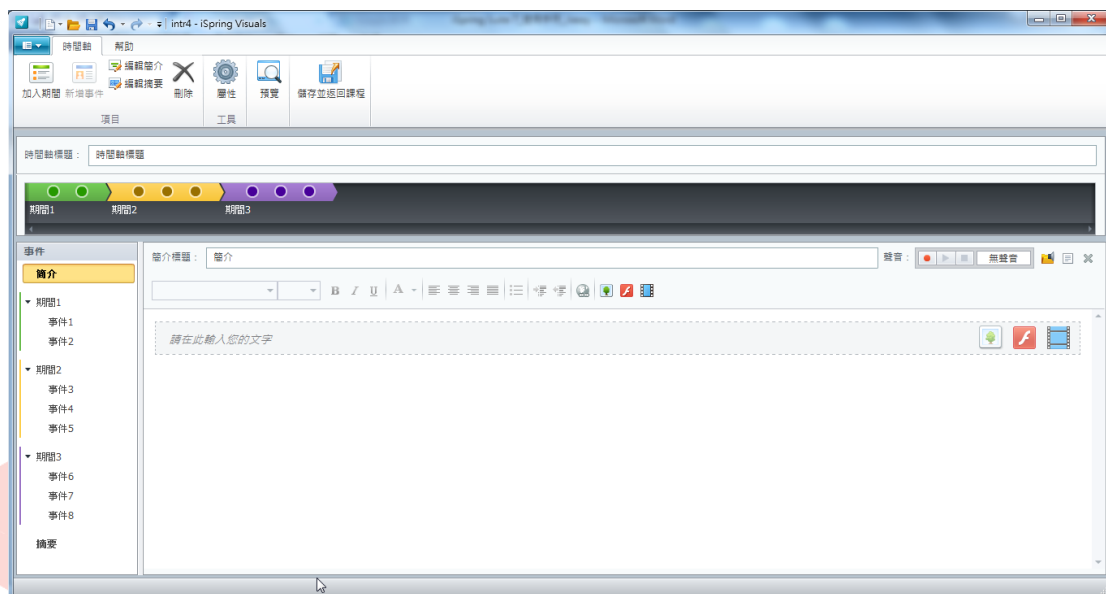 intr4 - iSpring Visuals
時間軸 幫助
加入期間 新增事件 編輯簡介 編輯摘要 刪除 屬性 預覽 儲存並返回課程
項目 工具
時間軸標題： 時間軸標題
期間1 期間2 期間3
事件
簡介標題： 簡介 聲音： 無聲音
簡介
期間1
事件1
事件2
期間2
事件3
事件4
事件5
期間3
事件6
事件7
事件8
摘要
B I U A
請在此輸入您的文字